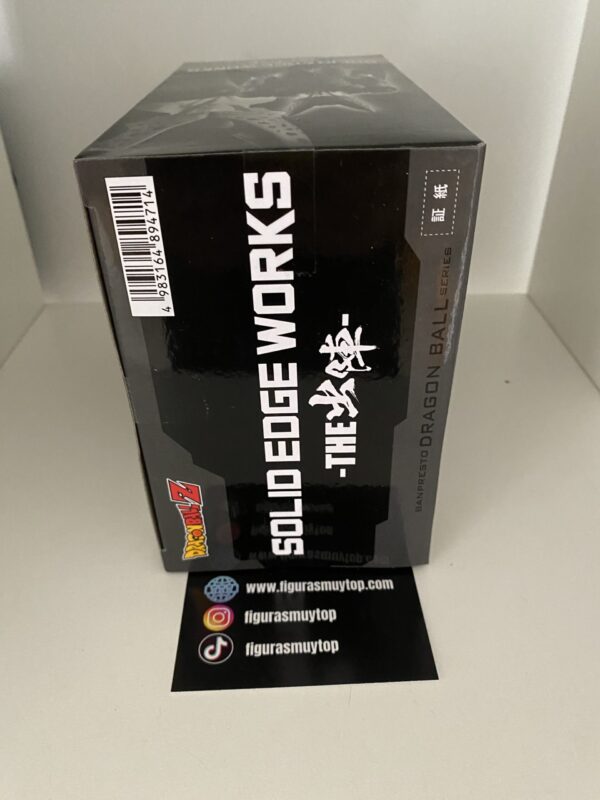 SOLID EDGE WORKS
-THE出陣-
4 983164 894714
証紙
BANPRESTO DRAGON BALL SERIES
DRAGONBALL Z
www.figurasmuytop.com
figurasmuytop
figurasmuytop